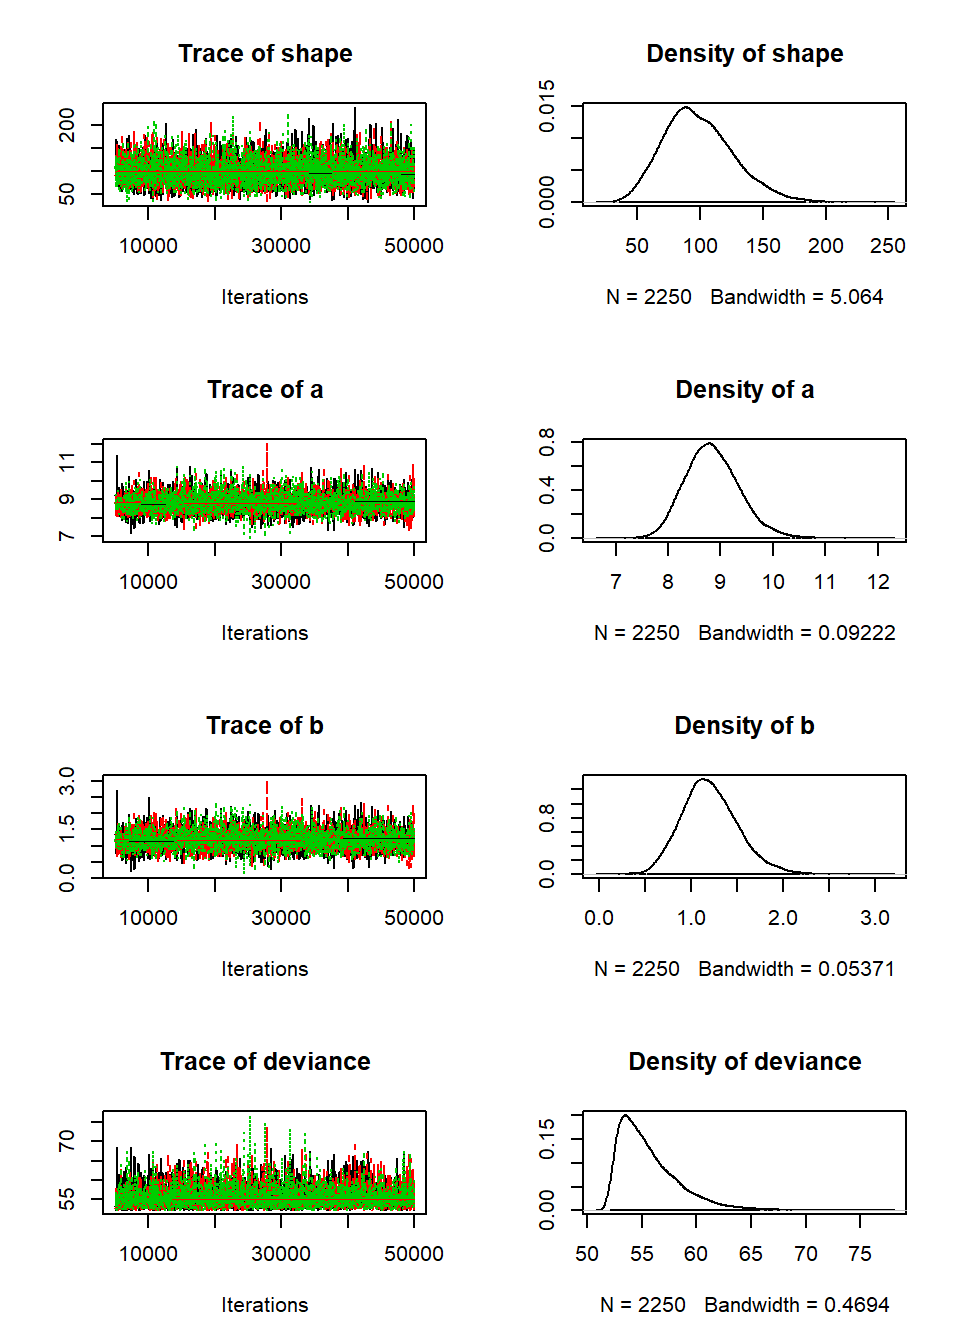 Trace of shape
Density of shape
50 200
0.000 0.015
10000 30000 50000
50 100 150 200 250
Iterations
N = 2250 Bandwidth = 5.064
Trace of a
Density of a
7 9 11
0.0 0.4 0.8
10000 30000 50000
7 8 9 10 11 12
Iterations
N = 2250 Bandwidth = 0.09222
Trace of b
Density of b
0.0 1.5 3.0
0.0 0.8
10000 30000 50000
0.0 1.0 2.0 3.0
Iterations
N = 2250 Bandwidth = 0.05371
Trace of deviance
Density of deviance
55 70
0.00 0.15
10000 30000 50000
50 55 60 65 70 75
Iterations
N = 2250 Bandwidth = 0.4694